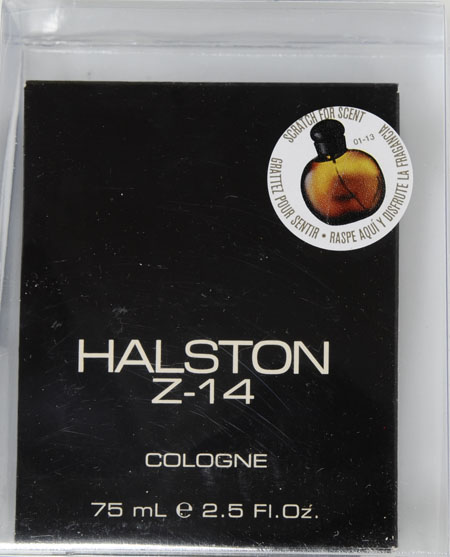 SCRATCH FOR SCENT
01-13
GRATTEZ POUR SENTIR • RASPE AQUÍ Y DISFRUTE LA FRAGANCIA
HALSTON
Z-14
COLOGNE
75 mL ℮ 2.5 Fl.Oz.